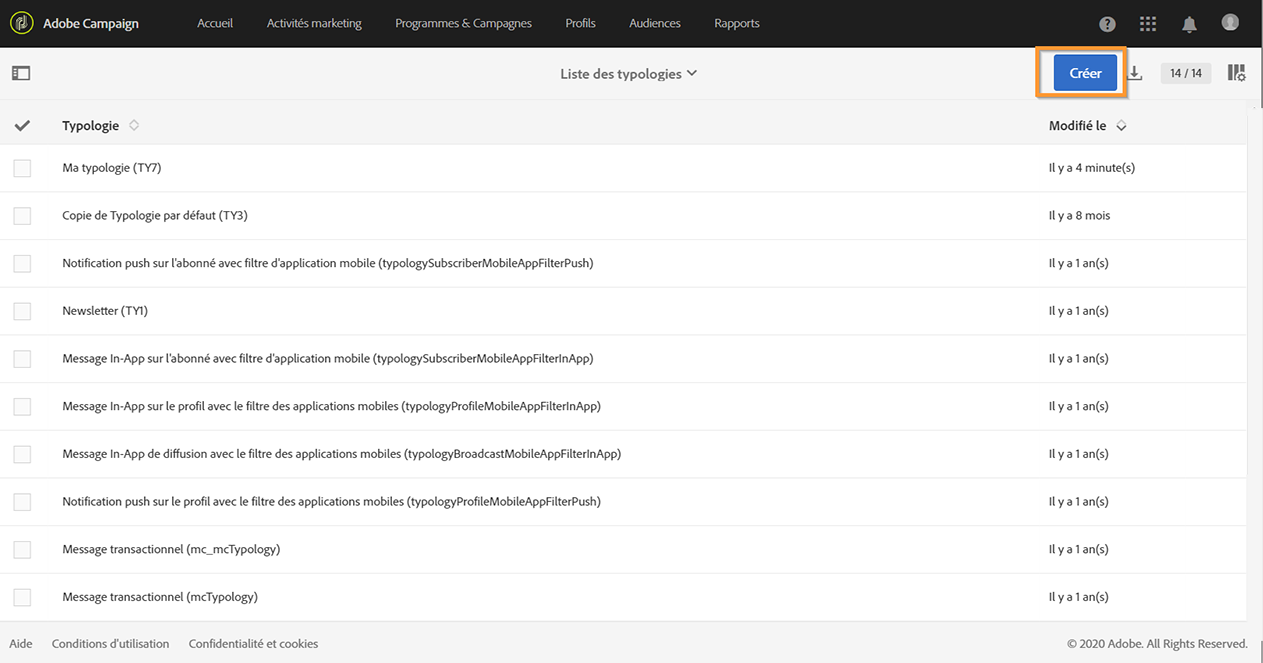 Adobe Campaign Accueil Activités marketing Programmes & Campagnes Profils Audiences Rapports
Liste des typologies Créer 14 / 14
Typologie Modifié le
Ma typologie (TY7) Il y a 4 minute(s)
Copie de Typologie par défaut (TY3) Il y a 8 mois
Notification push sur l'abonné avec filtre d'application mobile (typologySubscriberMobileAppFilterPush) Il y a 1 an(s)
Newsletter (TY1) Il y a 1 an(s)
Message In-App sur l'abonné avec filtre d'application mobile (typologySubscriberMobileAppFilterInApp) Il y a 1 an(s)
Message In-App sur le profil avec le filtre des applications mobiles (typologyProfileMobileAppFilterInApp) Il y a 1 an(s)
Message In-App de diffusion avec le filtre des applications mobiles (typologyBroadcastMobileAppFilterInApp) Il y a 1 an(s)
Notification push sur le profil avec le filtre des applications mobiles (typologyProfileMobileAppFilterPush) Il y a 1 an(s)
Message transactionnel (mc_mcTypology) Il y a 1 an(s)
Message transactionnel (mcTypology) Il y a 1 an(s)
Aide Conditions d'utilisation Confidentialité et cookies © 2020 Adobe. All Rights Reserved.